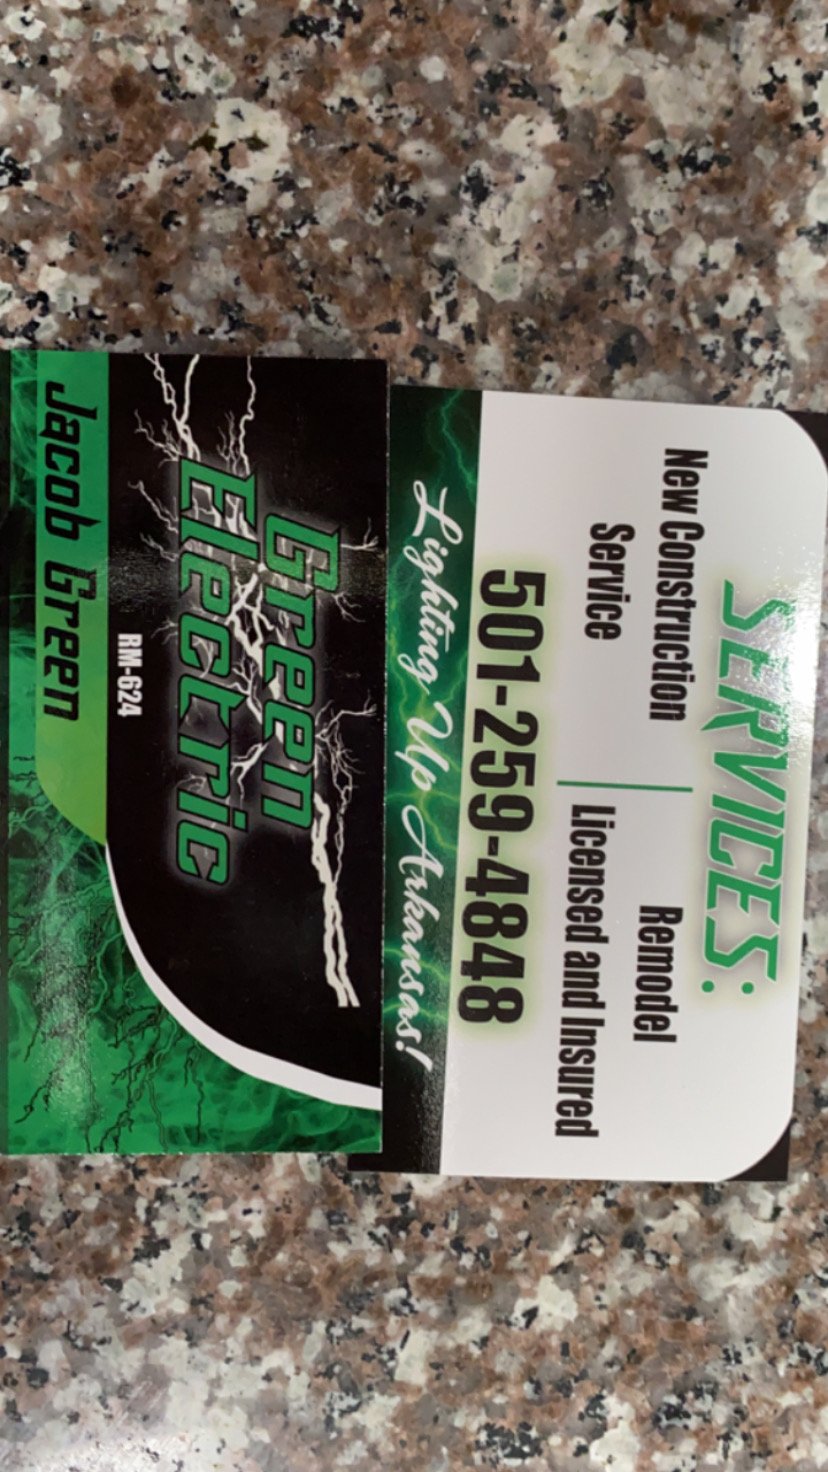 SERVICES:
New Construction
Service
Remodel
Licensed and Insured
501-259-4848
Lighting Up Arkansas!
Green
Electric
RM-624
Jacob Green